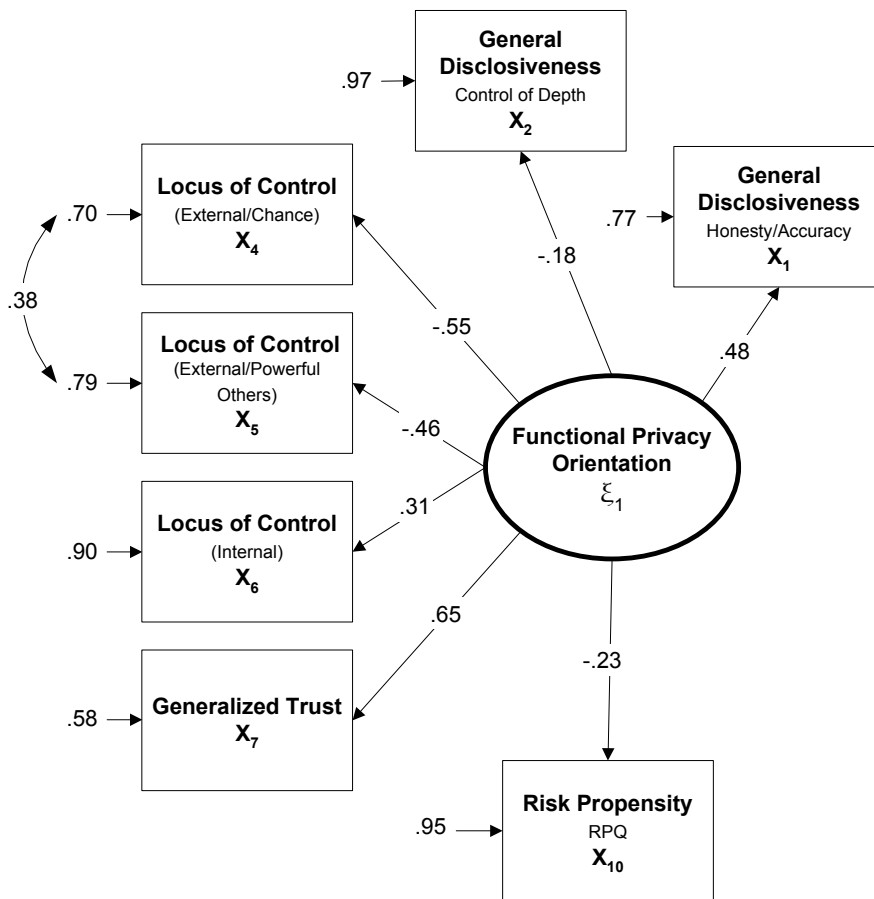 General
Disclosiveness
Control of Depth
X₂
.97
General
Disclosiveness
Honesty/Accuracy
X₁
.77
Locus of Control
(External/Chance)
X₄
.70
-.18
.38
-.55
.48
Locus of Control
(External/Powerful
Others)
X₅
.79
-.46
Functional Privacy
Orientation
ξ₁
.31
Locus of Control
(Internal)
X₆
.90
.65
-.23
Generalized Trust
X₇
.58
Risk Propensity
RPQ
X₁₀
.95